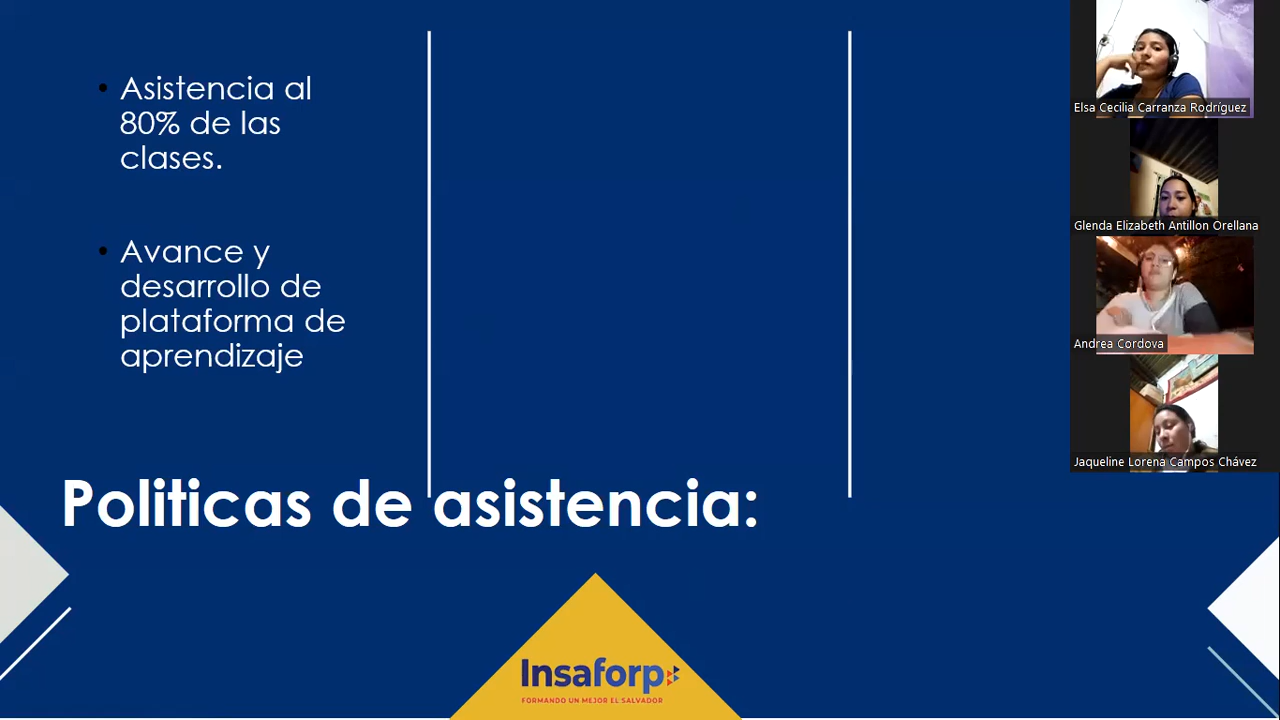 • Asistencia al
80% de las
clases.
• Avance y
desarrollo de
plataforma de
aprendizaje
Politicas de asistencia:
Insaforp
FORMANDO UN MEJOR EL SALVADOR
Elsa Cecilia Carranza Rodríguez
Glenda Elizabeth Antillon Orellana
Andrea Cordova
Jaqueline Lorena Campos Chávez